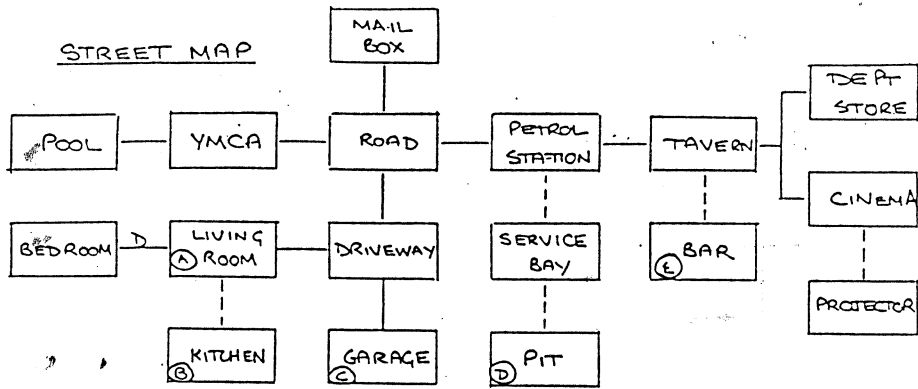 STREET MAP
MAIL
BOX
DEPT
STORE
POOL
YMCA
ROAD
PETROL
STATION
TAVERN
CINEMA
BEDROOM
D
LIVING
ROOM
A
DRIVEWAY
SERVICE
BAY
BAR
E
PROJECTOR
KITCHEN
B
GARAGE
C
PIT
D